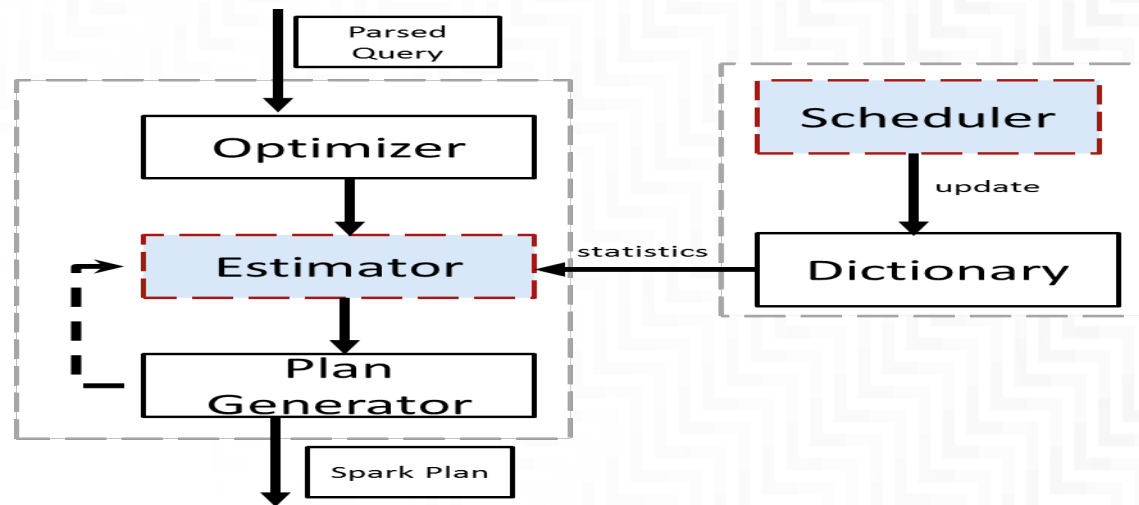 Parsed
Query
Optimizer
Estimator
Plan
Generator
Spark Plan
statistics
Scheduler
update
Dictionary